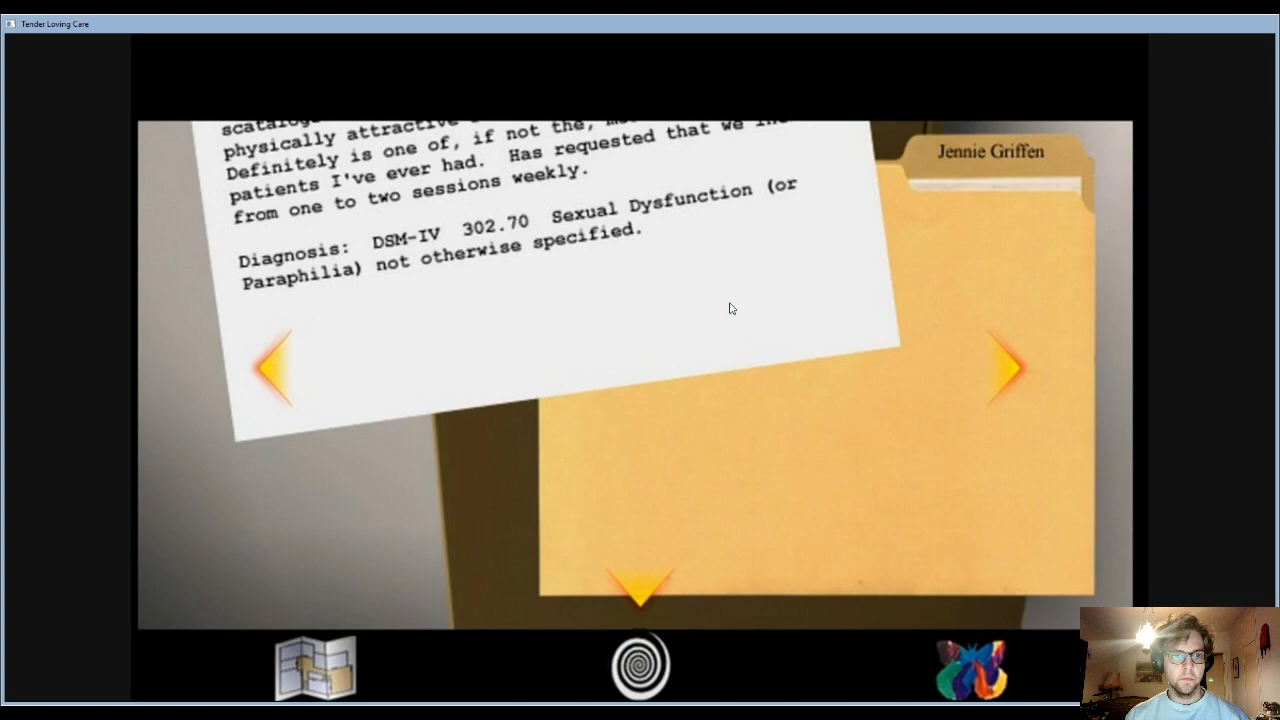 Tender Loving Care
physically attractive
Definitely is one of, if not the,
patients I've ever had. Has requested that we
from one to two sessions weekly.
Diagnosis: DSM-IV 302.70 Sexual Dysfunction (or
Paraphilia) not otherwise specified.
Jennie Griffen